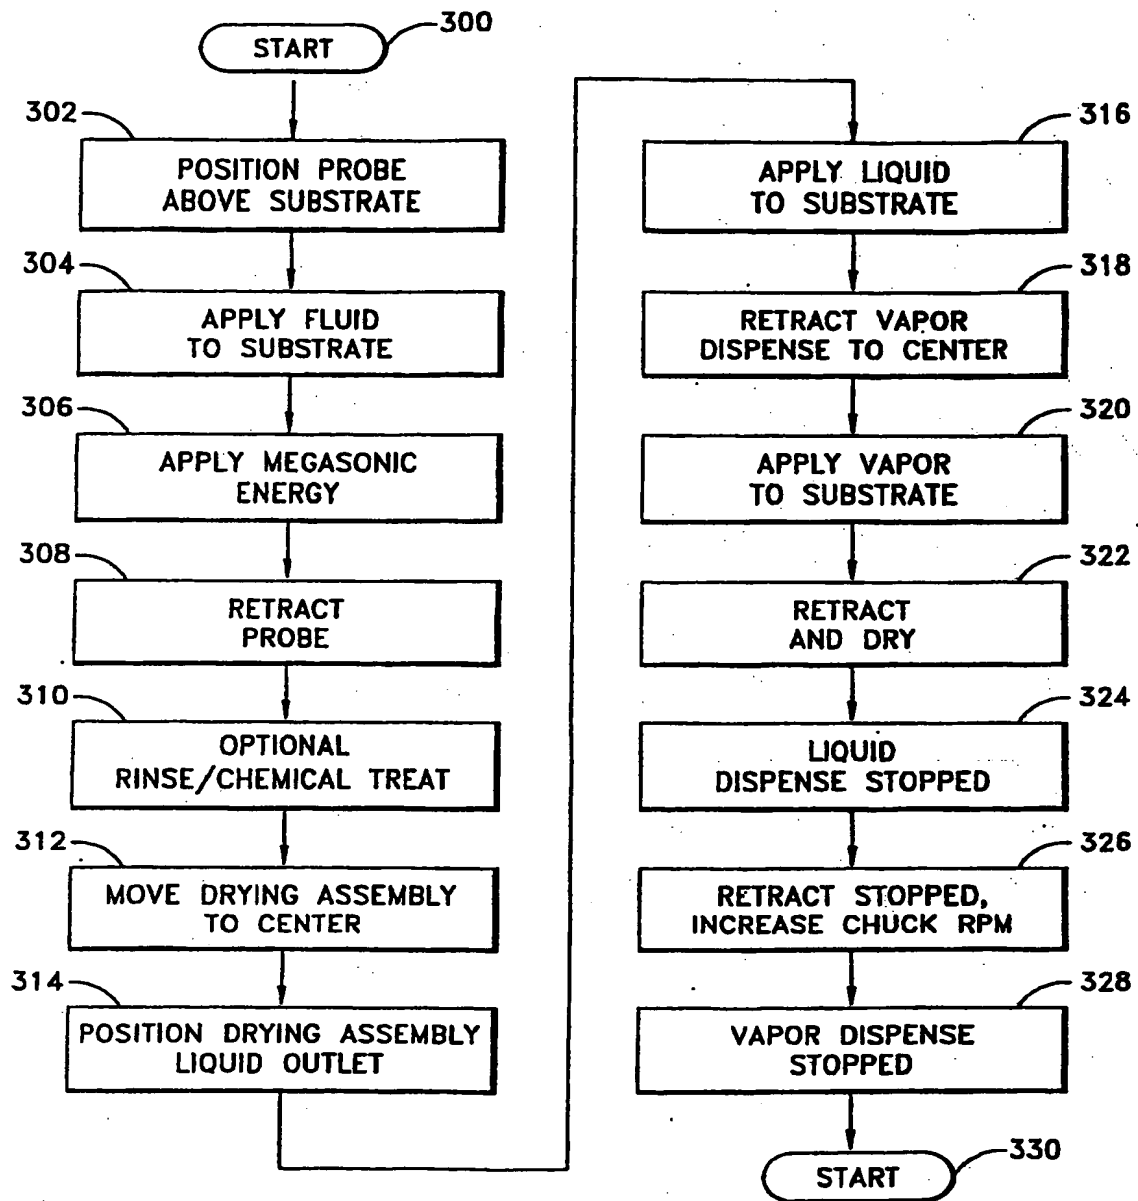 START
300
302
POSITION PROBE
ABOVE SUBSTRATE
304
APPLY FLUID
TO SUBSTRATE
306
APPLY MEGASONIC
ENERGY
308
RETRACT
PROBE
310
OPTIONAL
RINSE/CHEMICAL TREAT
312
MOVE DRYING ASSEMBLY
TO CENTER
314
POSITION DRYING ASSEMBLY
LIQUID OUTLET
316
APPLY LIQUID
TO SUBSTRATE
318
RETRACT VAPOR
DISPENSE TO CENTER
320
APPLY VAPOR
TO SUBSTRATE
322
RETRACT
AND DRY
324
LIQUID
DISPENSE STOPPED
326
RETRACT STOPPED,
INCREASE CHUCK RPM
328
VAPOR DISPENSE
STOPPED
330
START